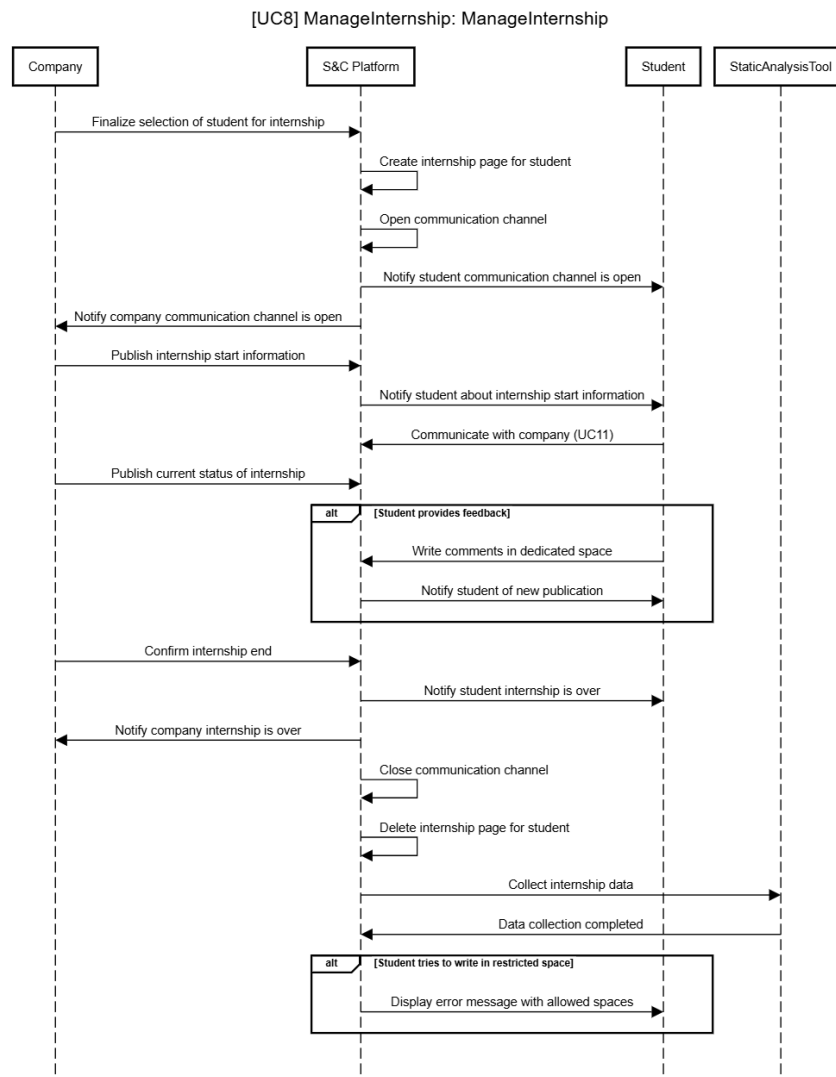 [UC8] ManageInternship: ManageInternship
Company
S&C Platform
Student
StaticAnalysisTool
Finalize selection of student for internship
Create internship page for student
Open communication channel
Notify student communication channel is open
Notify company communication channel is open
Publish internship start information
Notify student about internship start information
Communicate with company (UC11)
Publish current status of internship
alt
[Student provides feedback]
Write comments in dedicated space
Notify student of new publication
Confirm internship end
Notify student internship is over
Notify company internship is over
Close communication channel
Delete internship page for student
Collect internship data
Data collection completed
alt
[Student tries to write in restricted space]
Display error message with allowed spaces